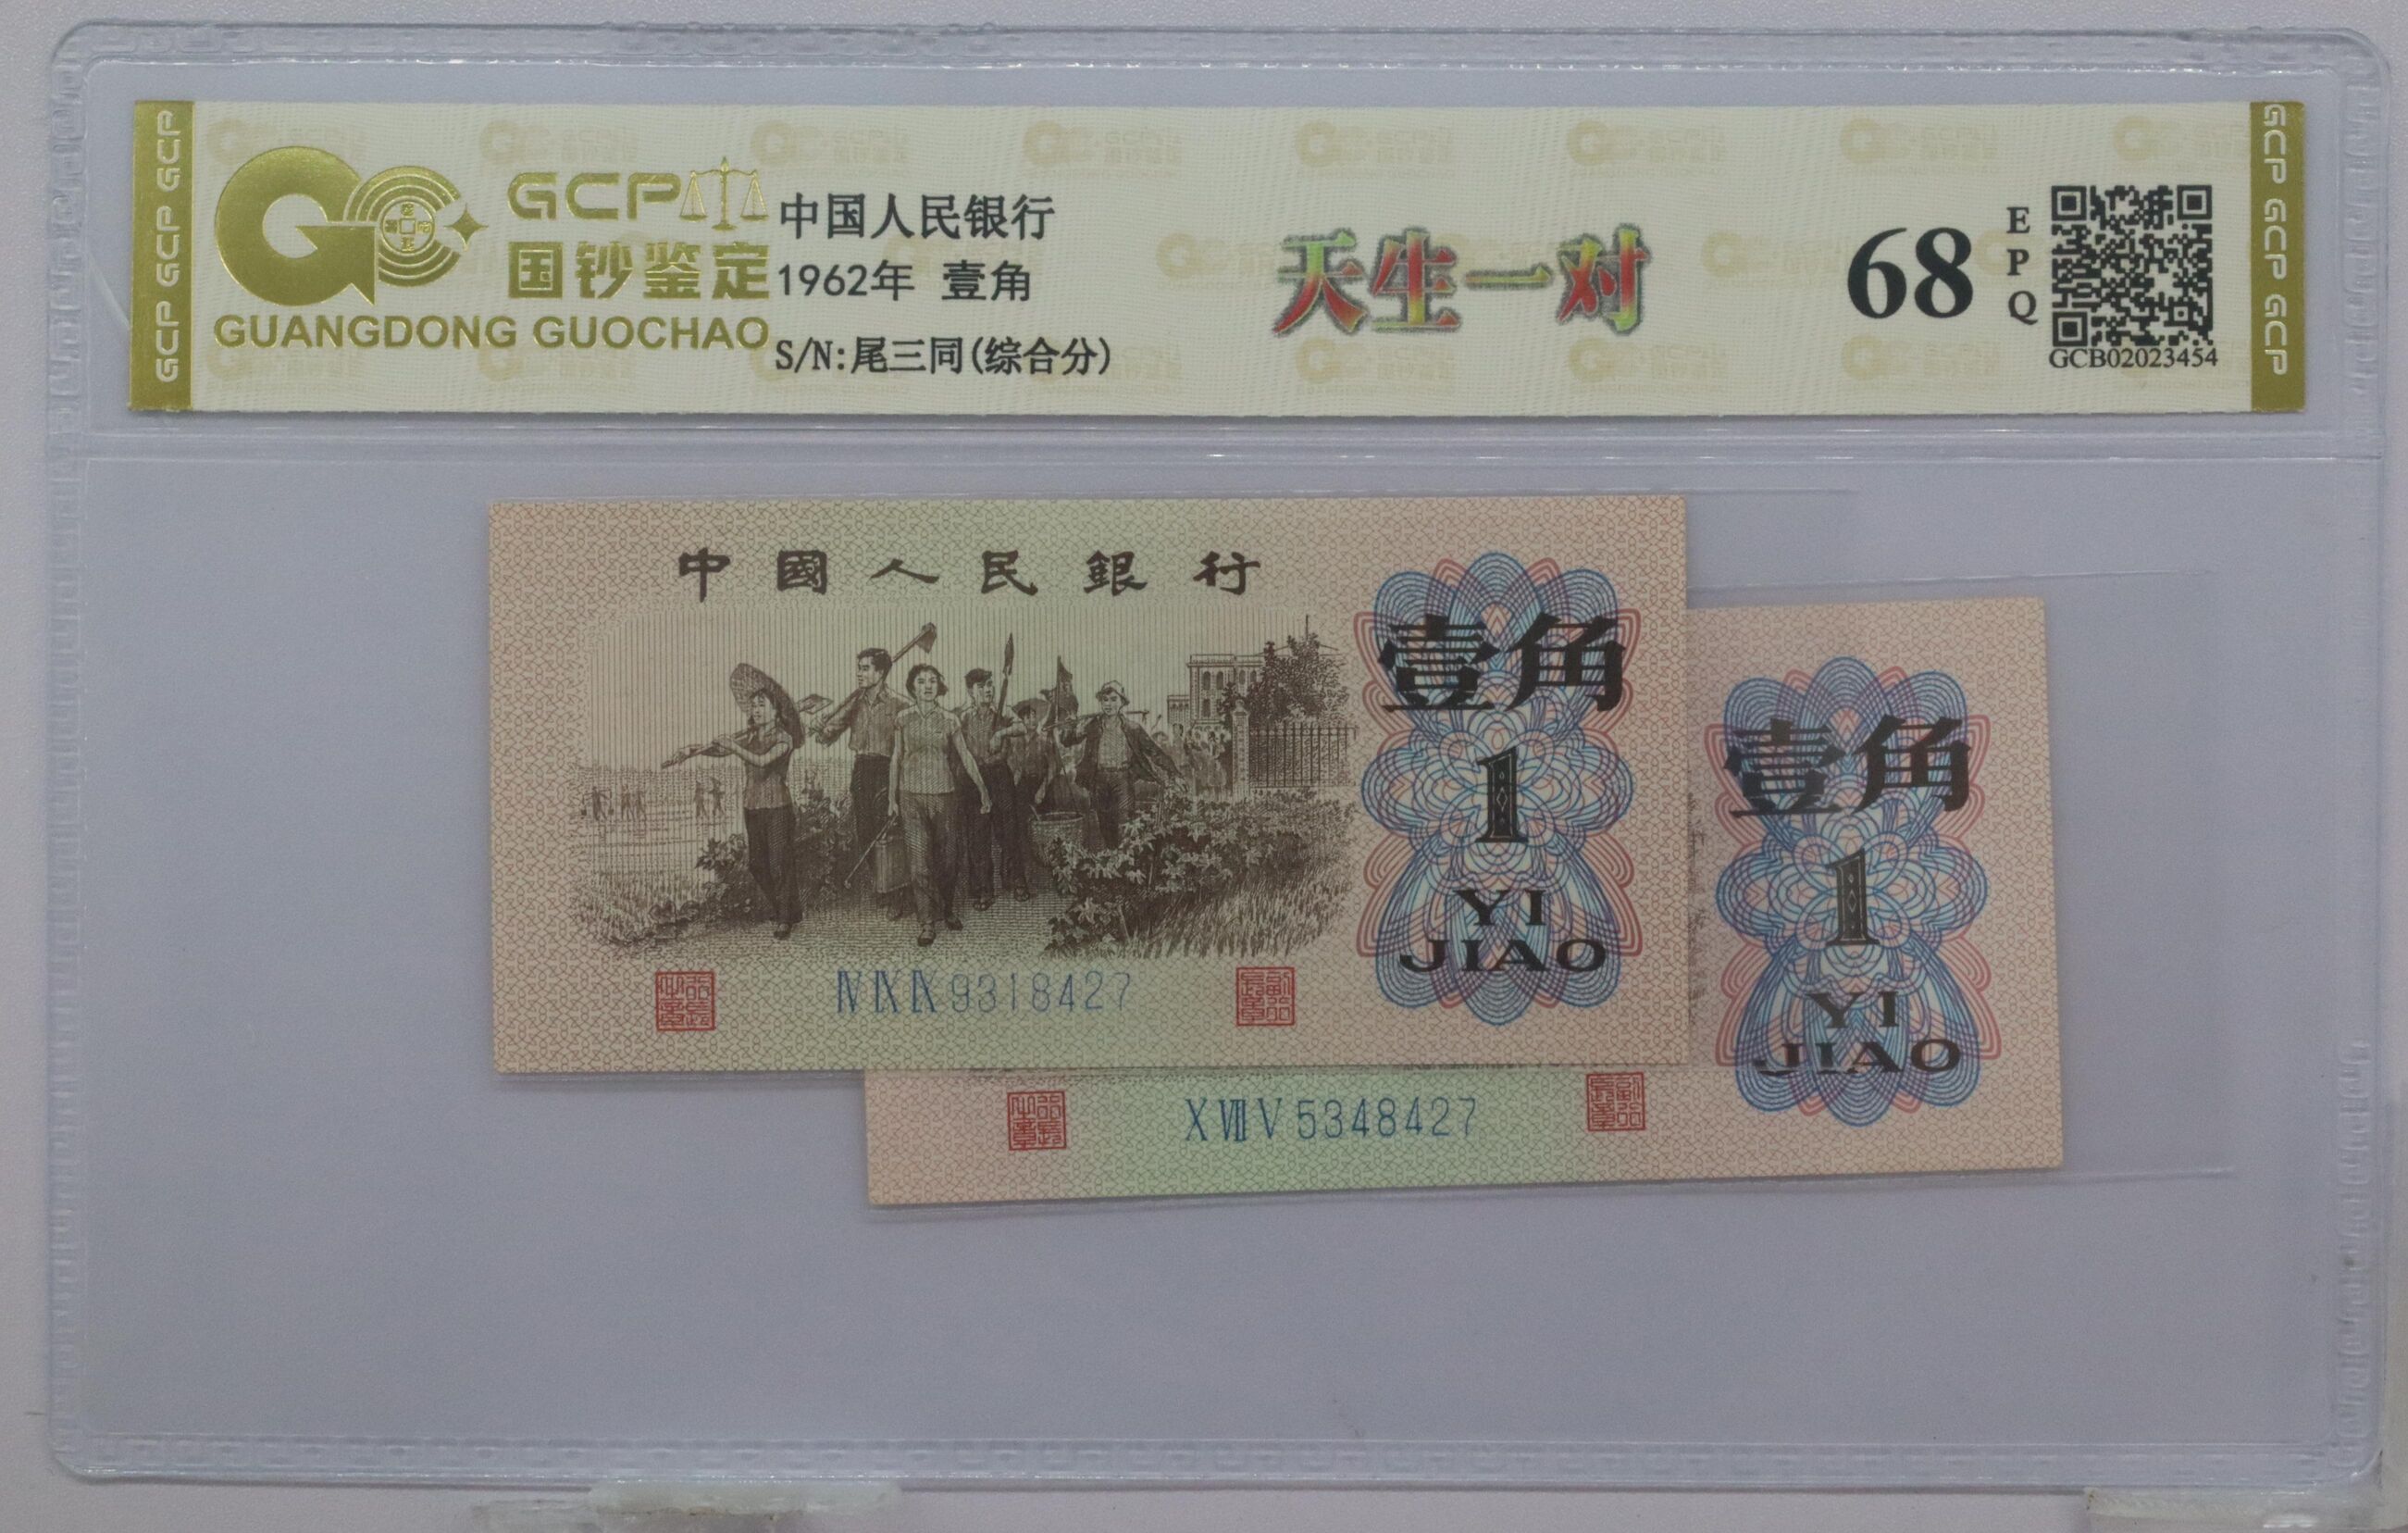 GCP GCP GCP
GCP
国钞鉴定
GUANGDONG GUOCHAO
中国人民银行
1962年 壹角
S/N:尾三同(综合分)
天生一对
68
EPQ
GCB02023454
GCP GCP GCP
中國人民銀行
壹角
1
YI
JIAO
ⅣⅨⅨ9318427
壹角
1
YI
JIAO
ⅩⅧⅤ5348427